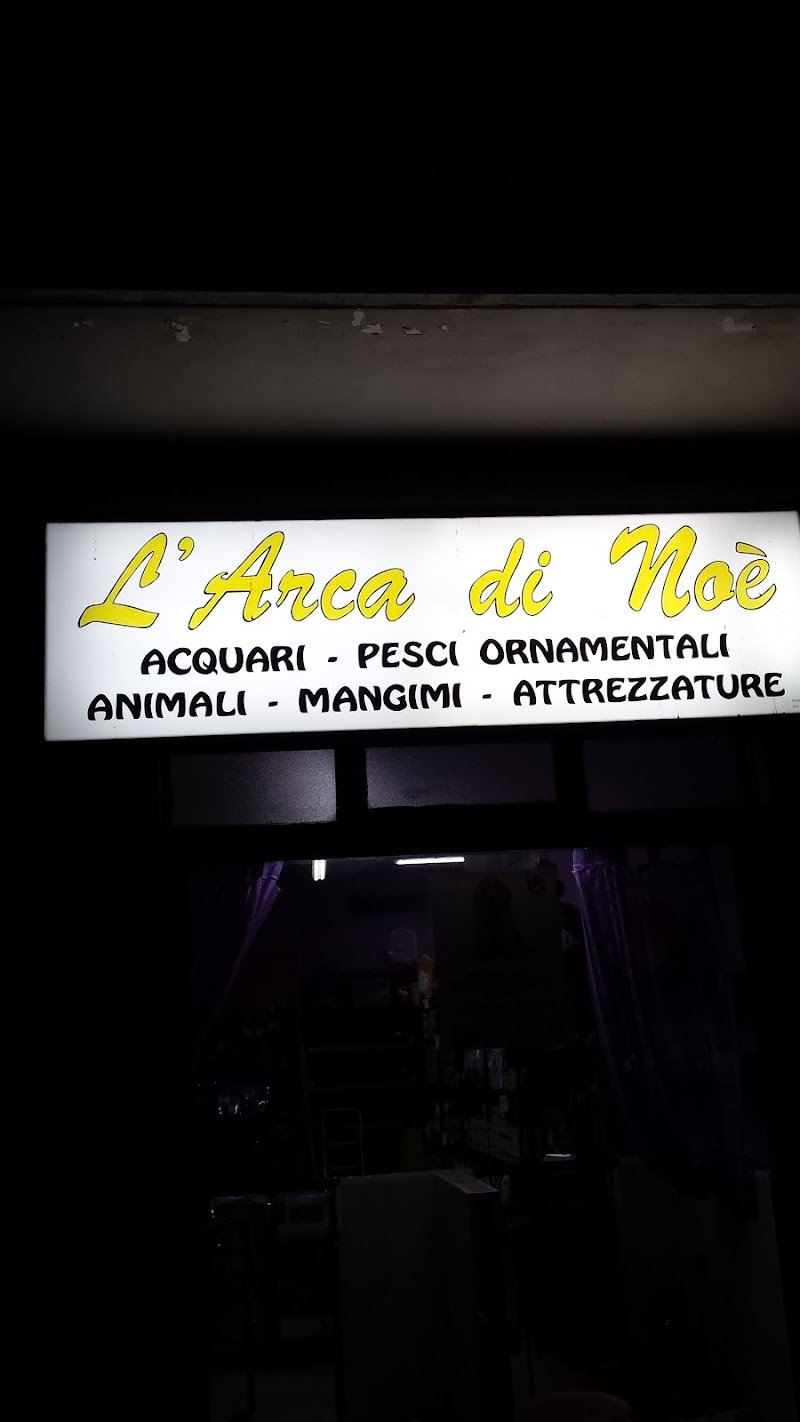 L'Arca di Noè
ACQUARI - PESCI ORNAMENTALI
ANIMALI - MANGIMI - ATTREZZATURE